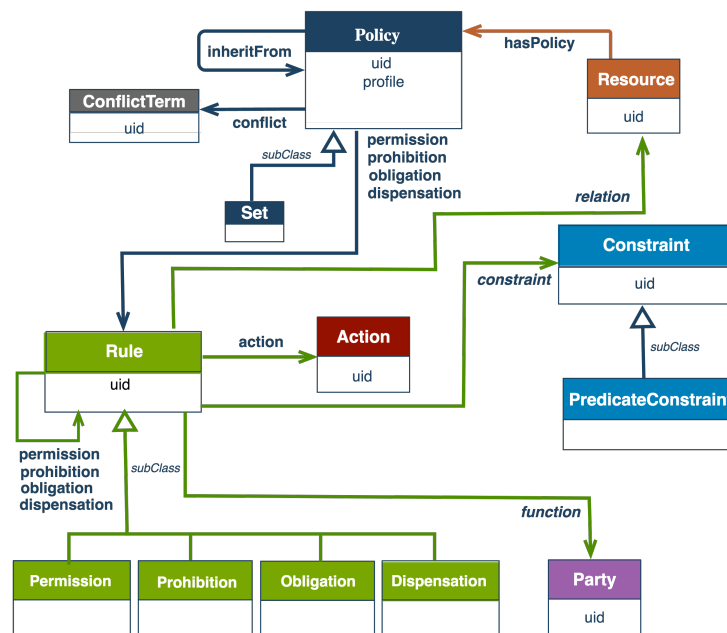 Policy
inheritFrom
uid
profile
hasPolicy
Resource
uid
ConflictTerm
uid
conflict
subClass
permission
prohibition
obligation
dispensation
Set
relation
Constraint
uid
constraint
Rule
uid
action
Action
uid
subClass
PredicateConstrain
permission
prohibition
obligation
dispensation
subClass
function
Permission
Prohibition
Obligation
Dispensation
Party
uid